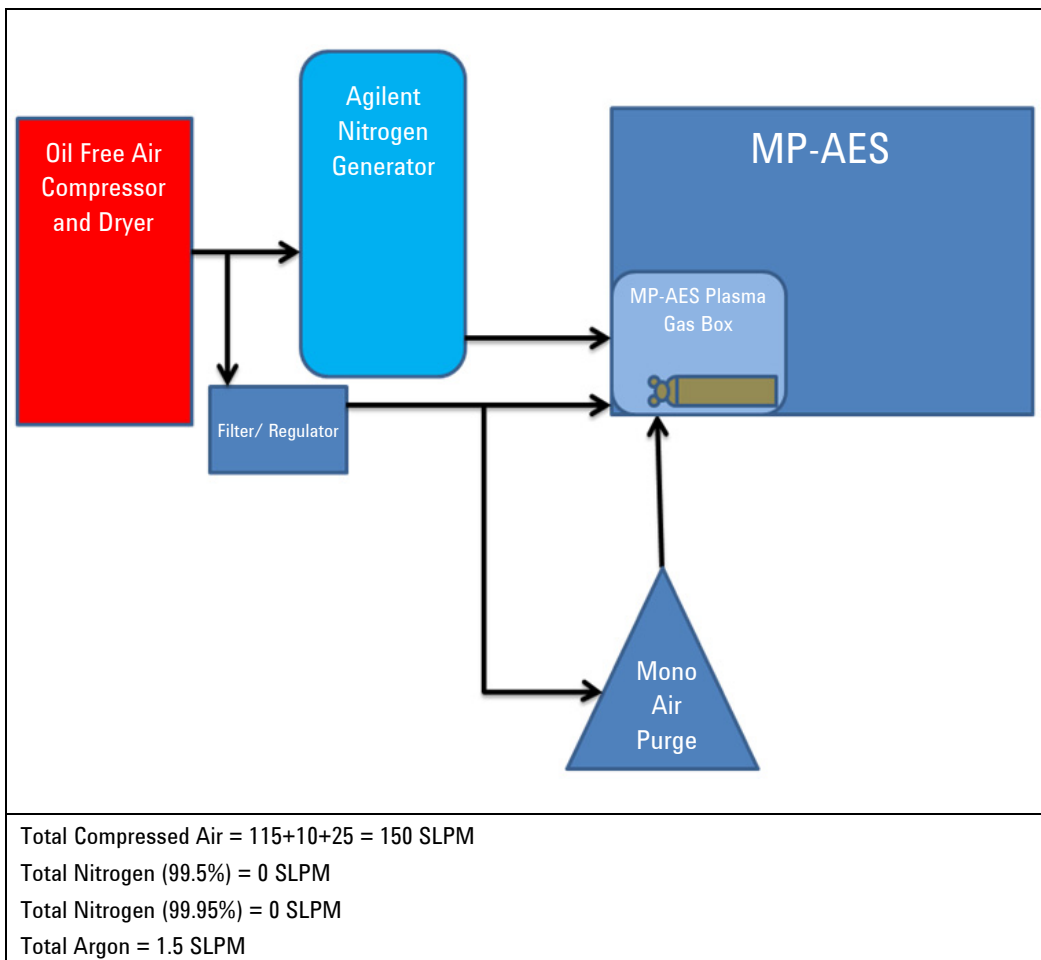 Oil Free Air
Compressor
and Dryer
Agilent
Nitrogen
Generator
MP-AES
MP-AES Plasma
Gas Box
Filter/ Regulator
Mono
Air
Purge
Total Compressed Air = 115+10+25 = 150 SLPM
Total Nitrogen (99.5%) = 0 SLPM
Total Nitrogen (99.95%) = 0 SLPM
Total Argon = 1.5 SLPM